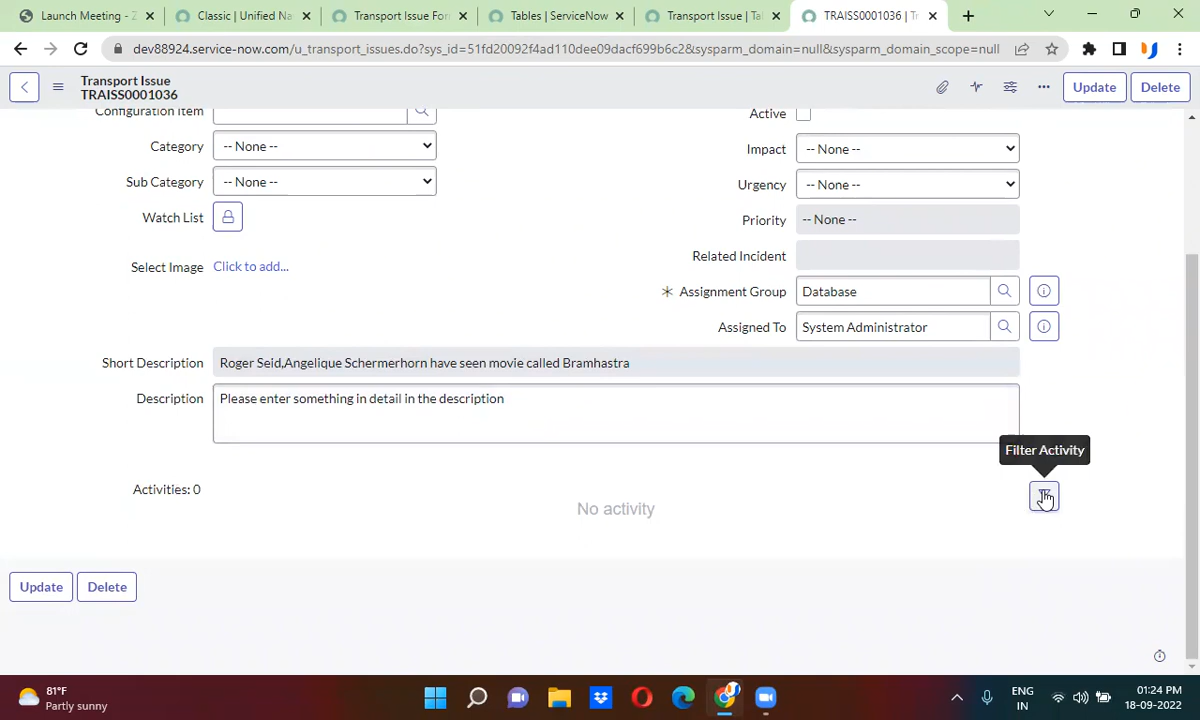 Launch Meeting - Z
Classic | Unified Na
Transport Issue For
Tables | ServiceNow
Transport Issue | Ta
TRAISS0001036 | T
dev88924.service-now.com/u_transport_issues.do?sys_id=51fd20092f4ad110dee09dacf699b6c2&sysparm_domain=null&sysparm_domain_scope=null
Transport Issue
TRAISS0001036
Update
Delete
Configuration item
Active
Category
-- None --
Impact
-- None --
Sub Category
-- None --
Urgency
-- None --
Watch List
Priority
-- None --
Related Incident
Select Image
Click to add...
Assignment Group
Database
Assigned To
System Administrator
Short Description
Roger Seid,Angelique Schermerhorn have seen movie called Bramhastra
Description
Please enter something in detail in the description
Filter Activity
Activities: 0
No activity
Update
Delete
81°F
Partly sunny
ENG
IN
01:24 PM
18-09-2022